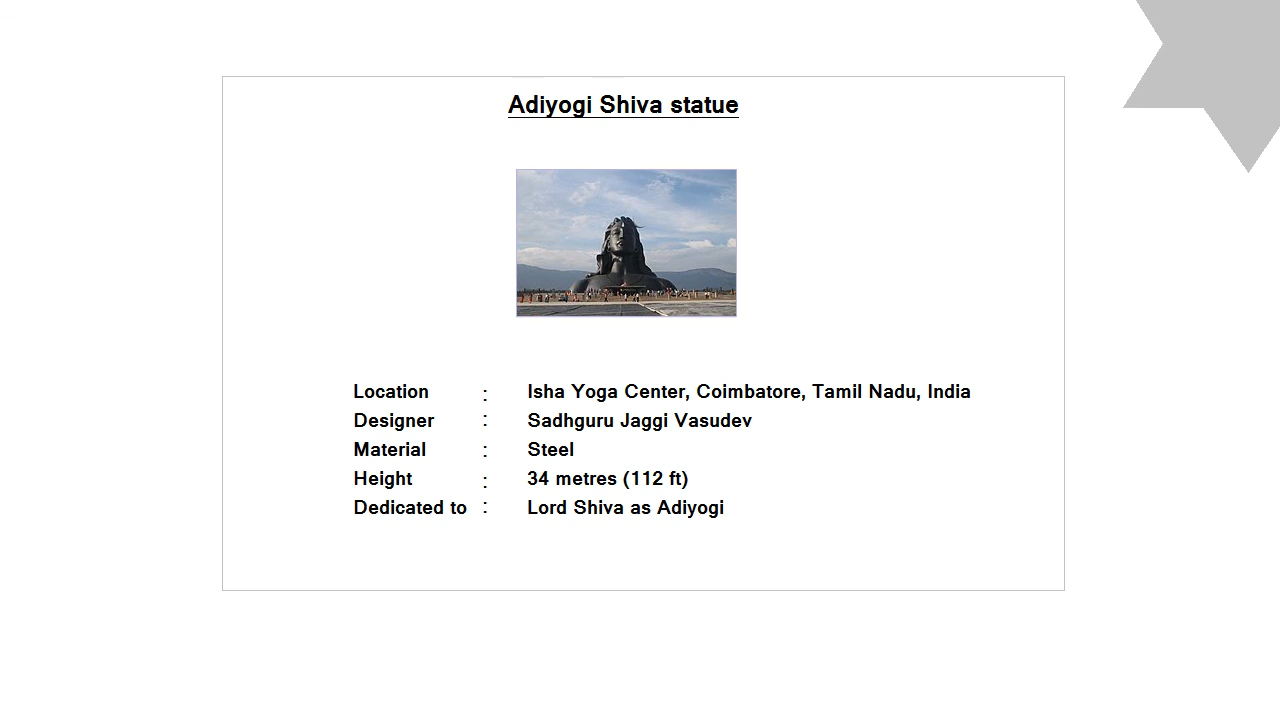 Adiyogi Shiva statue
Location : Isha Yoga Center, Coimbatore, Tamil Nadu, India
Designer : Sadhguru Jaggi Vasudev
Material : Steel
Height : 34 metres (112 ft)
Dedicated to : Lord Shiva as Adiyogi